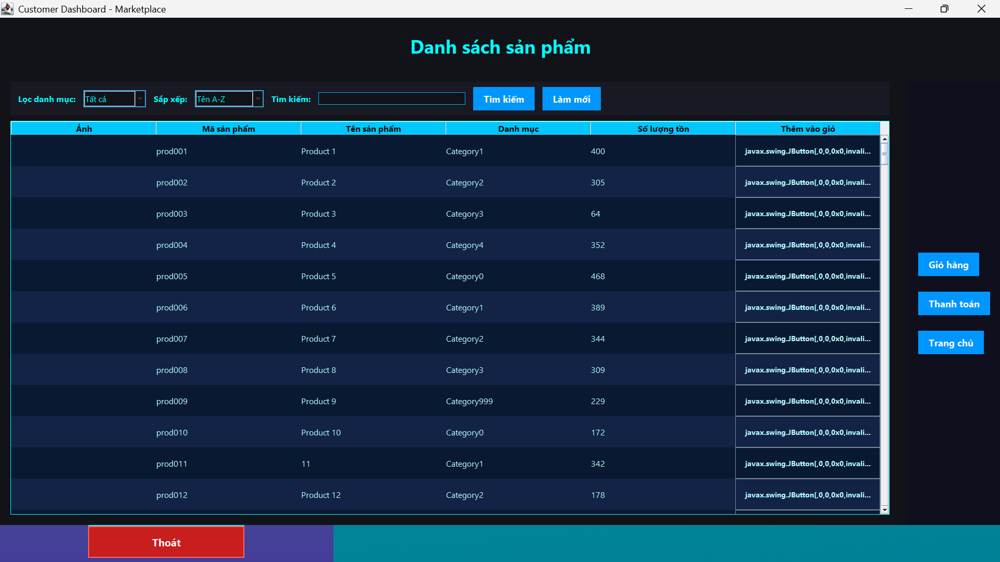 Customer Dashboard - Marketplace
Danh sách sản phẩm
Lọc danh mục: Tất cả Sắp xếp: Tên A-Z Tìm kiếm: Tìm kiếm Làm mới
Ảnh Mã sản phẩm Tên sản phẩm Danh mục Số lượng tồn Thêm vào giỏ
prod001 Product 1 Category1 400 javax.swing.JButton[,0,0,0x0,invali...
prod002 Product 2 Category2 305 javax.swing.JButton[,0,0,0x0,invali...
prod003 Product 3 Category3 64 javax.swing.JButton[,0,0,0x0,invali...
prod004 Product 4 Category4 352 javax.swing.JButton[,0,0,0x0,invali...
prod005 Product 5 Category0 468 javax.swing.JButton[,0,0,0x0,invali...
prod006 Product 6 Category1 389 javax.swing.JButton[,0,0,0x0,invali...
prod007 Product 7 Category2 344 javax.swing.JButton[,0,0,0x0,invali...
prod008 Product 8 Category3 309 javax.swing.JButton[,0,0,0x0,invali...
prod009 Product 9 Category999 229 javax.swing.JButton[,0,0,0x0,invali...
prod010 Product 10 Category0 172 javax.swing.JButton[,0,0,0x0,invali...
prod011 11 Category1 342 javax.swing.JButton[,0,0,0x0,invali...
prod012 Product 12 Category2 178 javax.swing.JButton[,0,0,0x0,invali...
Giỏ hàng
Thanh toán
Trang chủ
Thoát